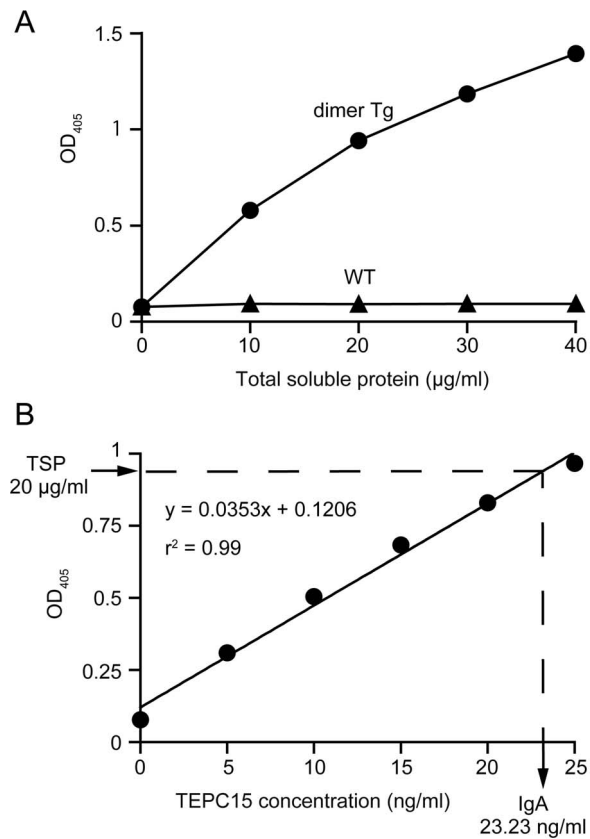 A
1.5
1
0.5
0
OD₄₀₅
dimer Tg
WT
0 10 20 30 40
Total soluble protein (µg/ml)
B
TSP
20 µg/ml
1
0.75
0.5
0.25
0
OD₄₀₅
y = 0.0353x + 0.1206
r² = 0.99
0 5 10 15 20 25
TEPC15 concentration (ng/ml)
IgA
23.23 ng/ml